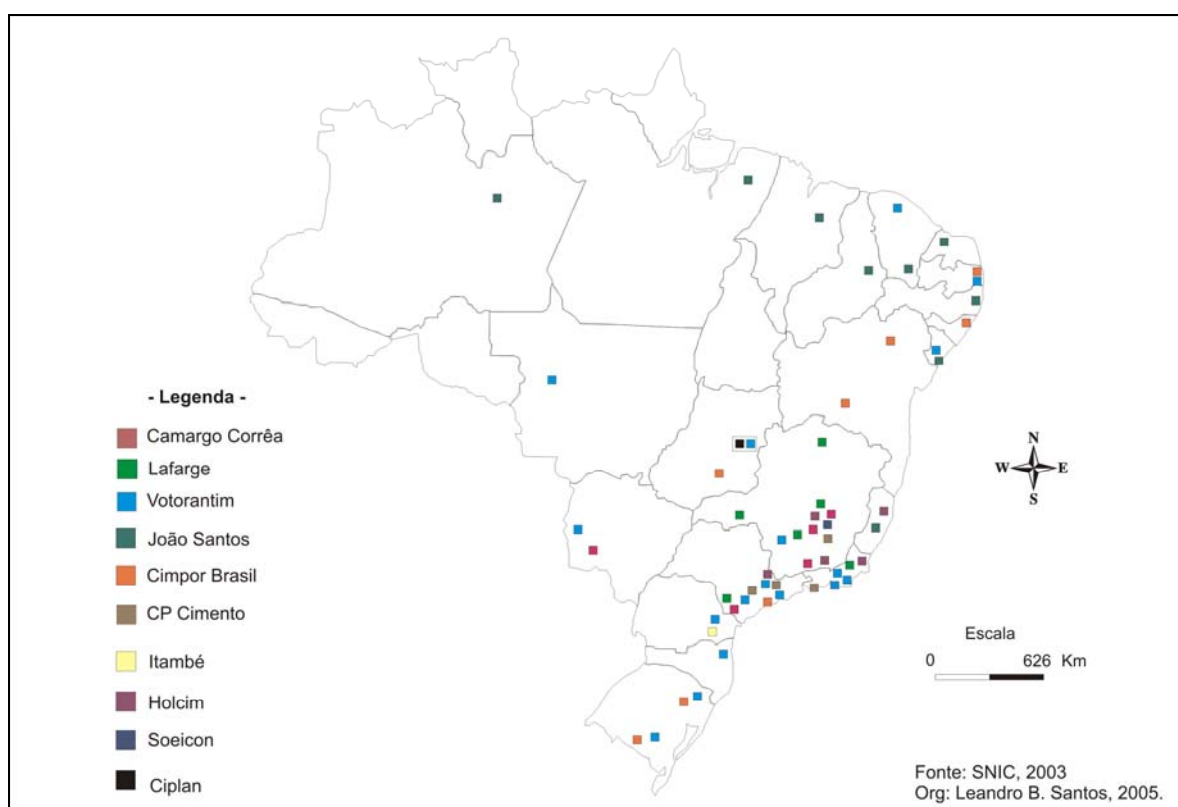 - Legenda -
Camargo Corrêa
Lafarge
Votorantim
João Santos
Cimpor Brasil
CP Cimento
Itambé
Holcim
Soeicon
Ciplan
N
W E
S
Escala
0 626 Km
Fonte: SNIC, 2003
Org: Leandro B. Santos, 2005.